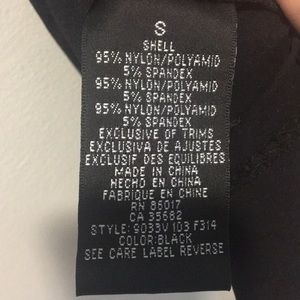 S
SHELL
95% NYLON/POLYAMID
5% SPANDEX
95% NYLON/POLYAMID
5% SPANDEX
95% NYLON/POLYAMID
5% SPANDEX
EXCLUSIVE OF TRIMS
EXCLUSIVA DE AJUSTES
EXCLUSIF DES EQUILIBRES
MADE IN CHINA
HECHO EN CHINA
FABRIQUE EN CHINE
RN 85017
CA 35682
STYLE: 9033V 103 F314
COLOR:BLACK
SEE CARE LABEL REVERSE